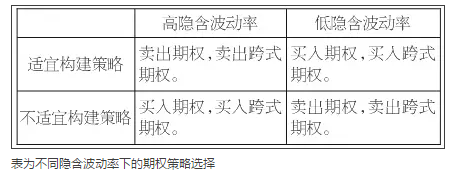 高隐含波动率 低隐含波动率
适宜构建策略 卖出期权,卖出跨式期权。 买入期权,买入跨式期权。
不适宜构建策略 买入期权,买入跨式期权。 卖出期权,卖出跨式期权。
表为不同隐含波动率下的期权策略选择